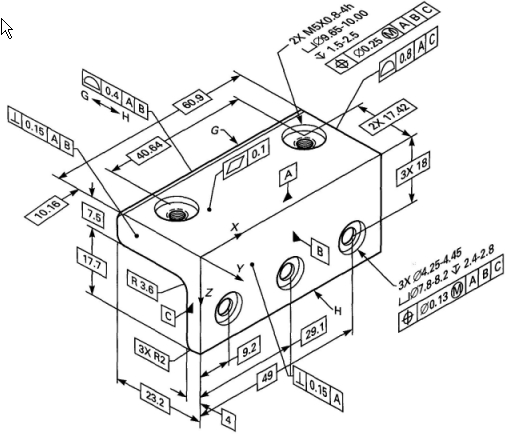 2X M5X0.8-4h
⌴⌀9.65-10.00
↧ 1.5-2.5
⌖ ⌀0.25 Ⓜ A B C
⌓ 0.8 A C
⌓ 0.4 A B
G ↔ H
60.9
⟂ 0.15 A B
40.64
G
⏥ 0.1
2X 17.42
A
3X 18
10.16
7.5
X
B
17.7
Y
R 3.6
Z
C
3X ⌀4.25-4.45
⌴⌀7.8-8.2 ↧ 2.4-2.8
⌖ ⌀0.13 Ⓜ A B C
H
3X R2
9.2
29.1
49
⟂ 0.15 A
23.2
4